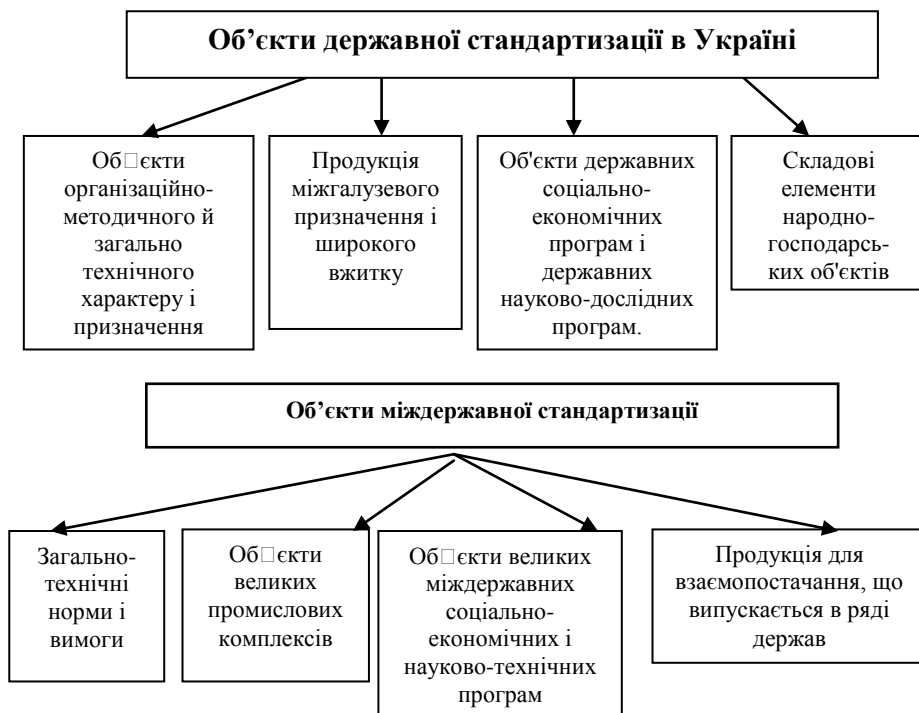 Об’єкти державної стандартизації в Україні
Об□єкти
організаційно-
методичного й
загально
технічного
характеру і
призначення
Продукція
міжгалузевого
призначення і
широкого
вжитку
Об'єкти державних
соціально-
економічних
програм і
державних
науково-дослідних
програм.
Складові
елементи
народно-
господарсь-
ких об'єктів
Об’єкти міждержавної стандартизації
Загально-
технічні
норми і
вимоги
Об□єкти
великих
промислових
комплексів
Об□єкти великих
міждержавних
соціально-
економічних і
науково-технічних
програм
Продукція для
взаємопостачання, що
випускається в ряді
держав